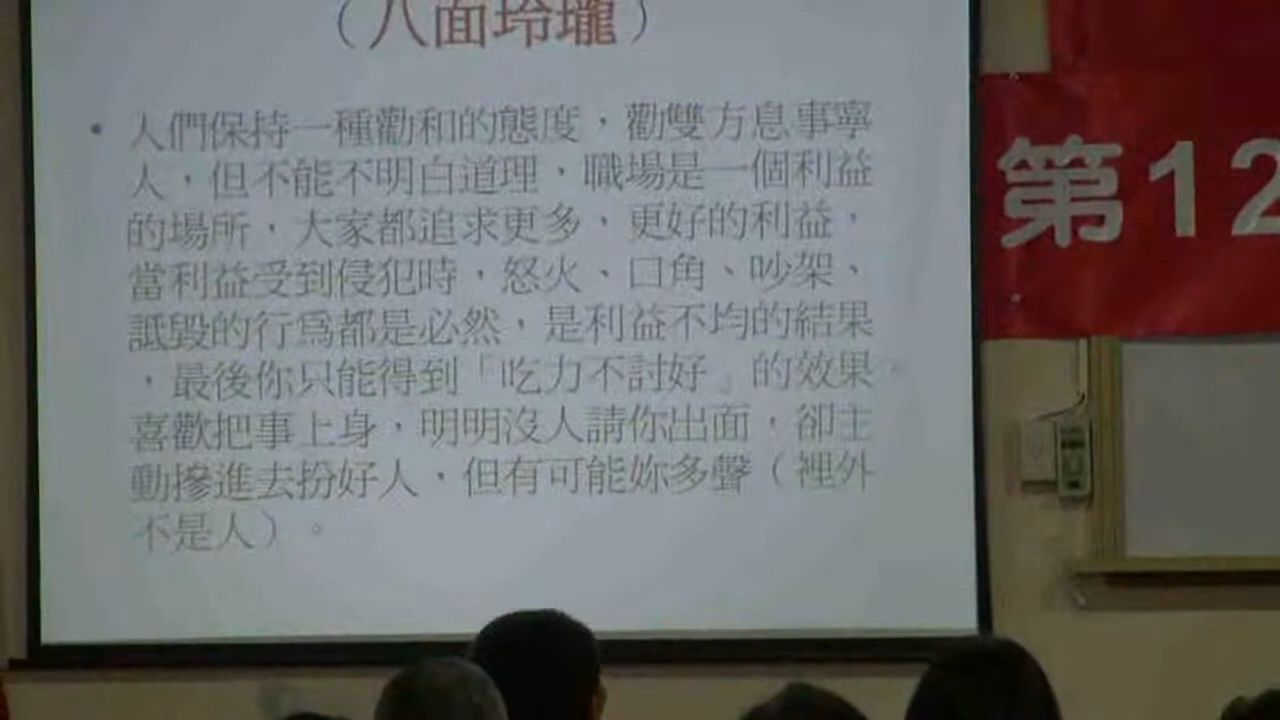 （八面玲瓏）
• 人們保持一種勸和的態度，勸雙方息事寧
人，但不能不明白道理，職場是一個利益
的場所，大家都追求更多，更好的利益，
當利益受到侵犯時，怒火、口角、吵架、
詆毀的行爲都是必然，是利益不均的結果
，最後你只能得到「吃力不討好」的效果。
喜歡把事上身，明明沒人請你出面，卻主
動摻進去扮好人，但有可能妳多聲（裡外
不是人）。
第12